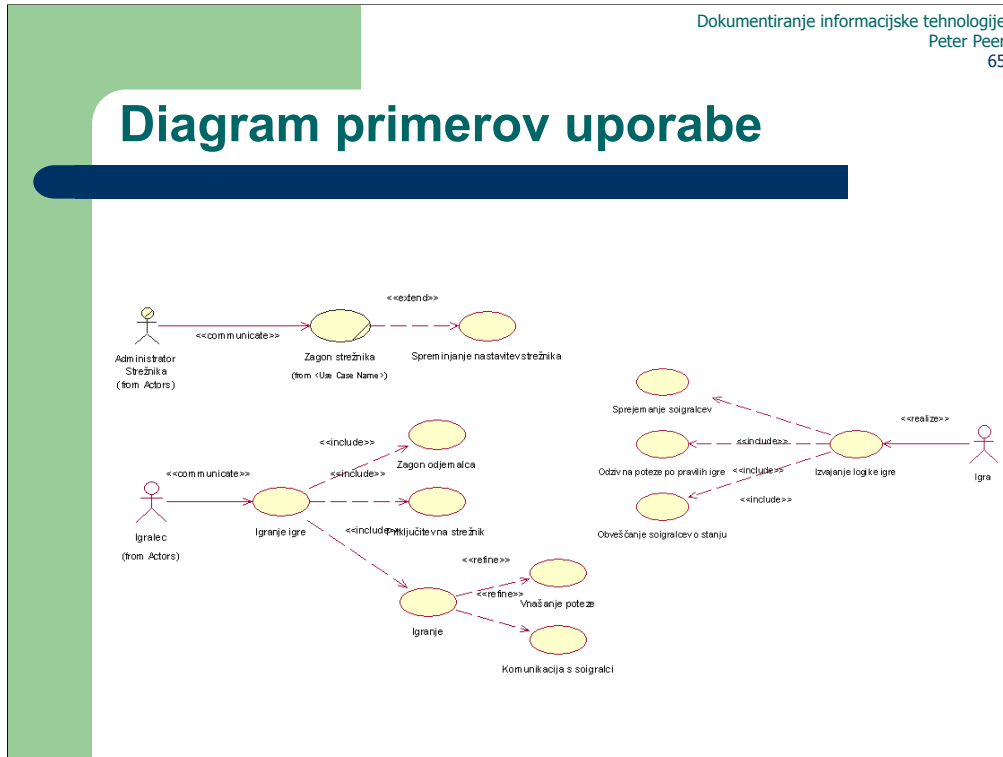 Dokumentiranje informacijske tehnologije
Peter Peer
65
Diagram primerov uporabe
<<extend>>
<<communicate>>
Administrator
Strežnika
(from Actors)
Zagon strežnika
(from <Use Case Name>)
Spreminjanje nastavitev strežnika
Sprejemanje soigralcev
<<realize>>
<<include>>
Zagon odjemalca
<<include>>
Odziv na poteze po pravilih igre
Izvajanje logike igre
Igra
<<communicate>>
<<include>>
<<include>>
<<include>>
Igralec
(from Actors)
Igranje igre
<<include>>
Priključitev na strežnik
Obveščanje soigralcev o stanju
<<refine>>
<<refine>>
Vnašanje poteze
Igranje
Komunikacija s soigralci